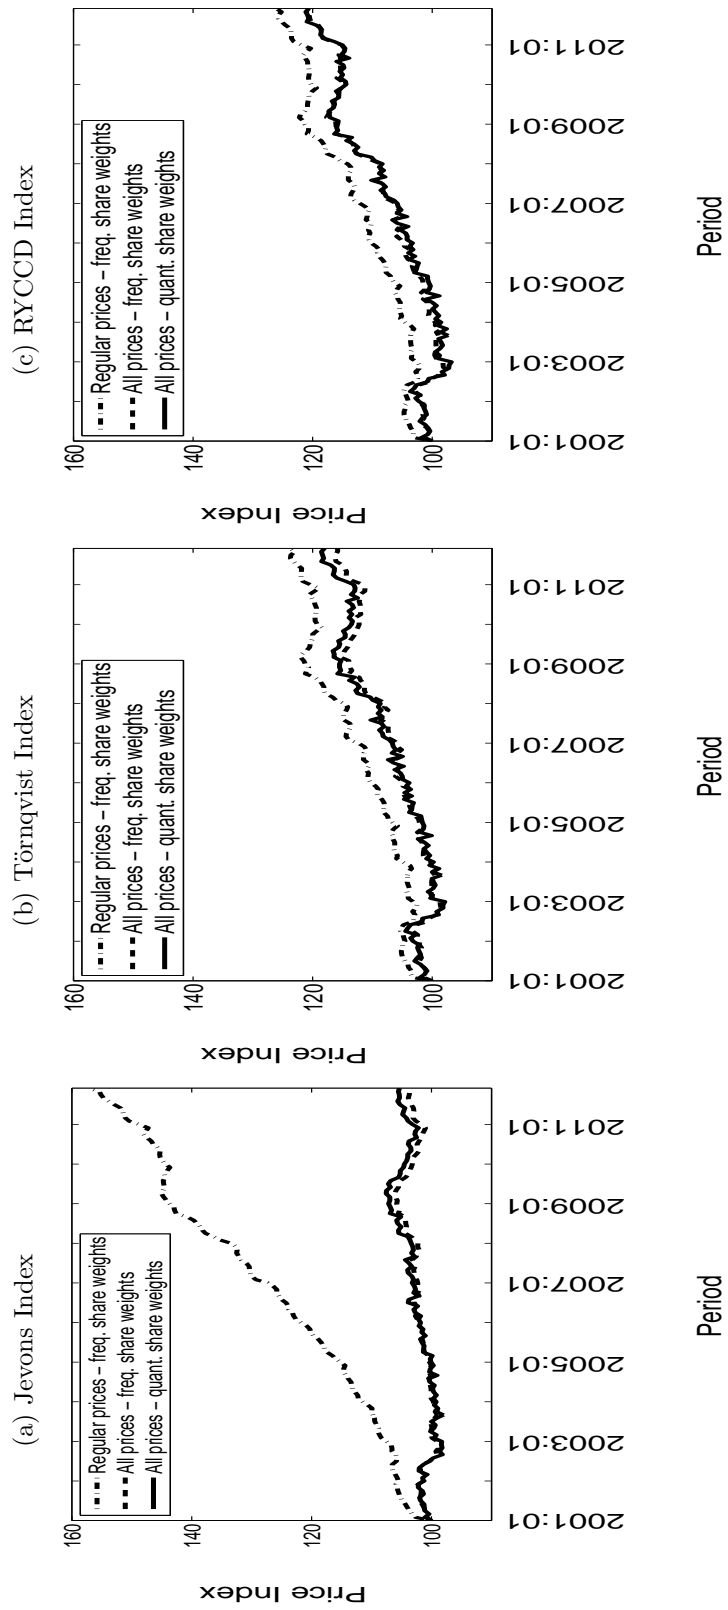 (a) Jevons Index
Price Index
160
140
120
100
Regular prices – freq. share weights
All prices – freq. share weights
All prices – quant. share weights
2001:01
2003:01
2005:01
2007:01
2009:01
2011:01
Period
(b) Törnqvist Index
Price Index
160
140
120
100
Regular prices – freq. share weights
All prices – freq. share weights
All prices – quant. share weights
2001:01
2003:01
2005:01
2007:01
2009:01
2011:01
Period
(c) RYCCD Index
Price Index
160
140
120
100
Regular prices – freq. share weights
All prices – freq. share weights
All prices – quant. share weights
2001:01
2003:01
2005:01
2007:01
2009:01
2011:01
Period